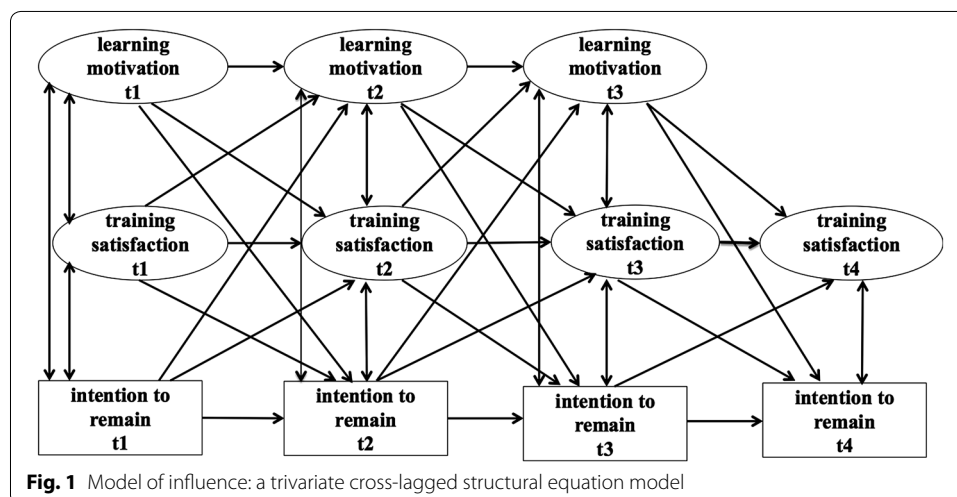 learning
motivation
t1
learning
motivation
t2
learning
motivation
t3
training
satisfaction
t1
training
satisfaction
t2
training
satisfaction
t3
training
satisfaction
t4
intention to
remain
t1
intention to
remain
t2
intention to
remain
t3
intention to
remain
t4
Fig. 1 Model of influence: a trivariate cross-lagged structural equation model